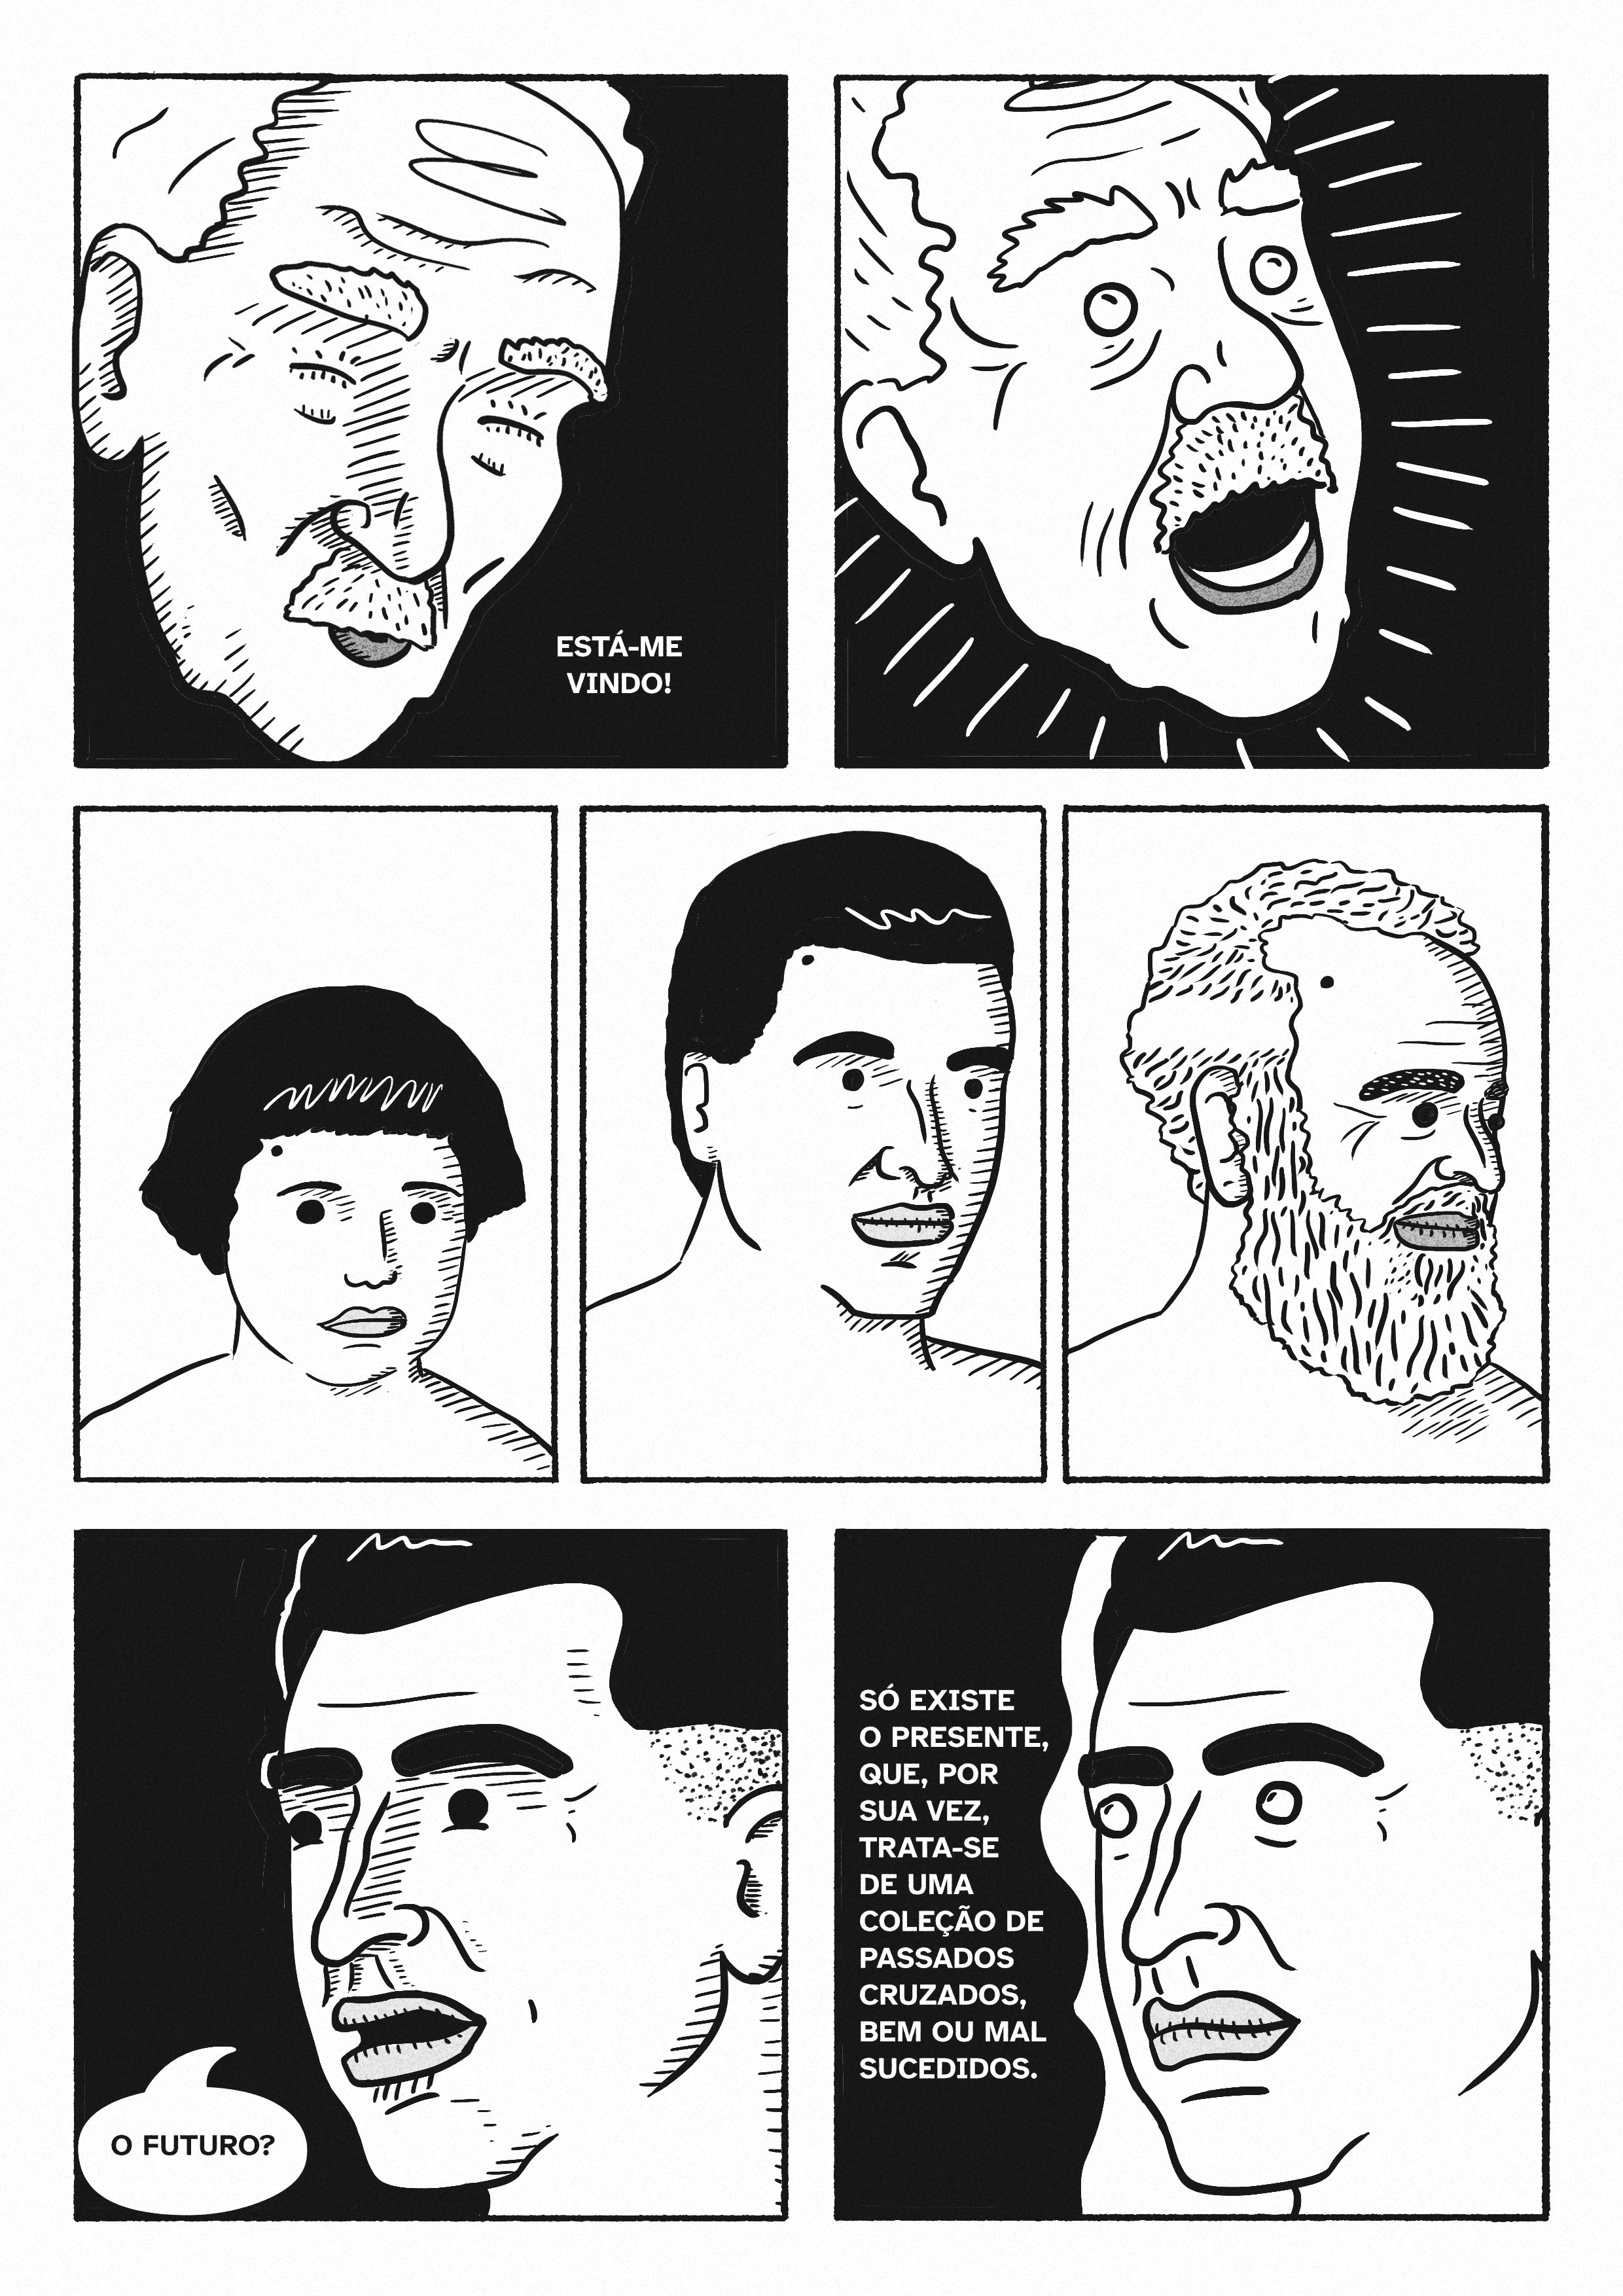 ESTÁ-ME
VINDO!
O FUTURO?
SÓ EXISTE
O PRESENTE,
QUE, POR
SUA VEZ,
TRATA-SE
DE UMA
COLEÇÃO DE
PASSADOS
CRUZADOS,
BEM OU MAL
SUCEDIDOS.